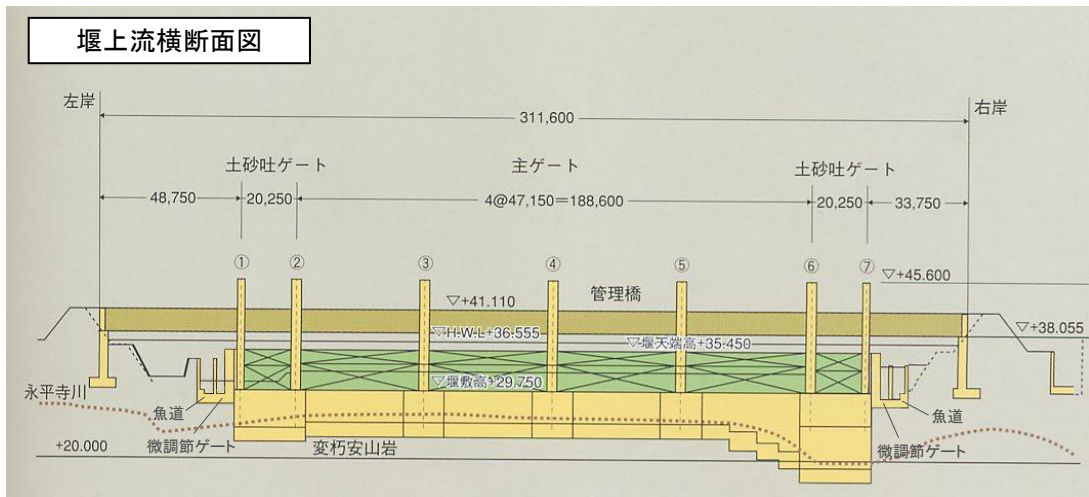 堰上流横断面図
左岸
右岸
311,600
土砂吐ゲート
主ゲート
土砂吐ゲート
48,750
20,250
4@47,150=188,600
20,250
33,750
①
②
③
④
⑤
⑥
⑦
▽+45.600
▽+41.110
管理橋
▽H.W.L+36.555
▽堰天端高+35.450
▽+38.055
▽堰敷高+29.750
永平寺川
魚道
魚道
微調節ゲート
変朽安山岩
微調節ゲート
+20.000